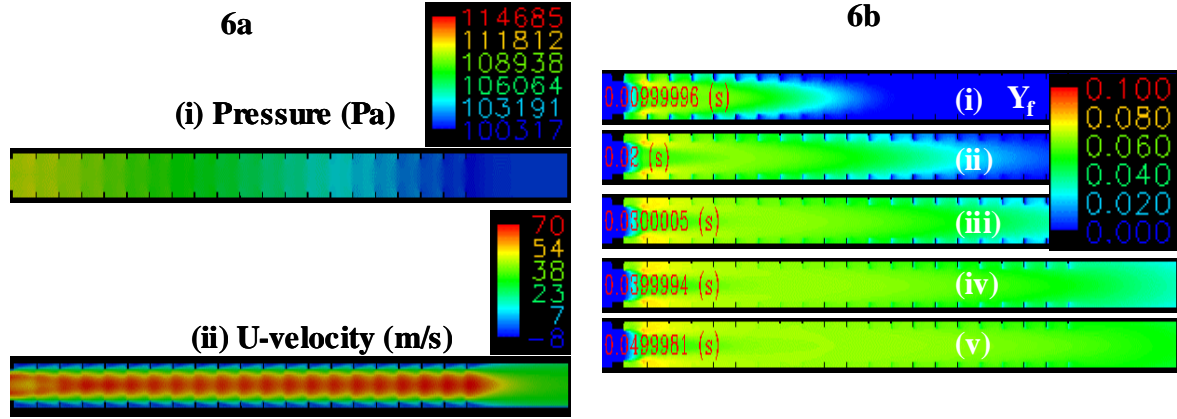 6a
114685
111812
108938
106064
103191
100317
(i) Pressure (Pa)
70
54
38
23
7
-8
(ii) U-velocity (m/s)
6b
0.00999996 (s)
(i) Yf
0.02 (s)
(ii)
0.0300005 (s)
(iii)
0.0399994 (s)
(iv)
0.0499981 (s)
(v)
0.100
0.080
0.060
0.040
0.020
0.000